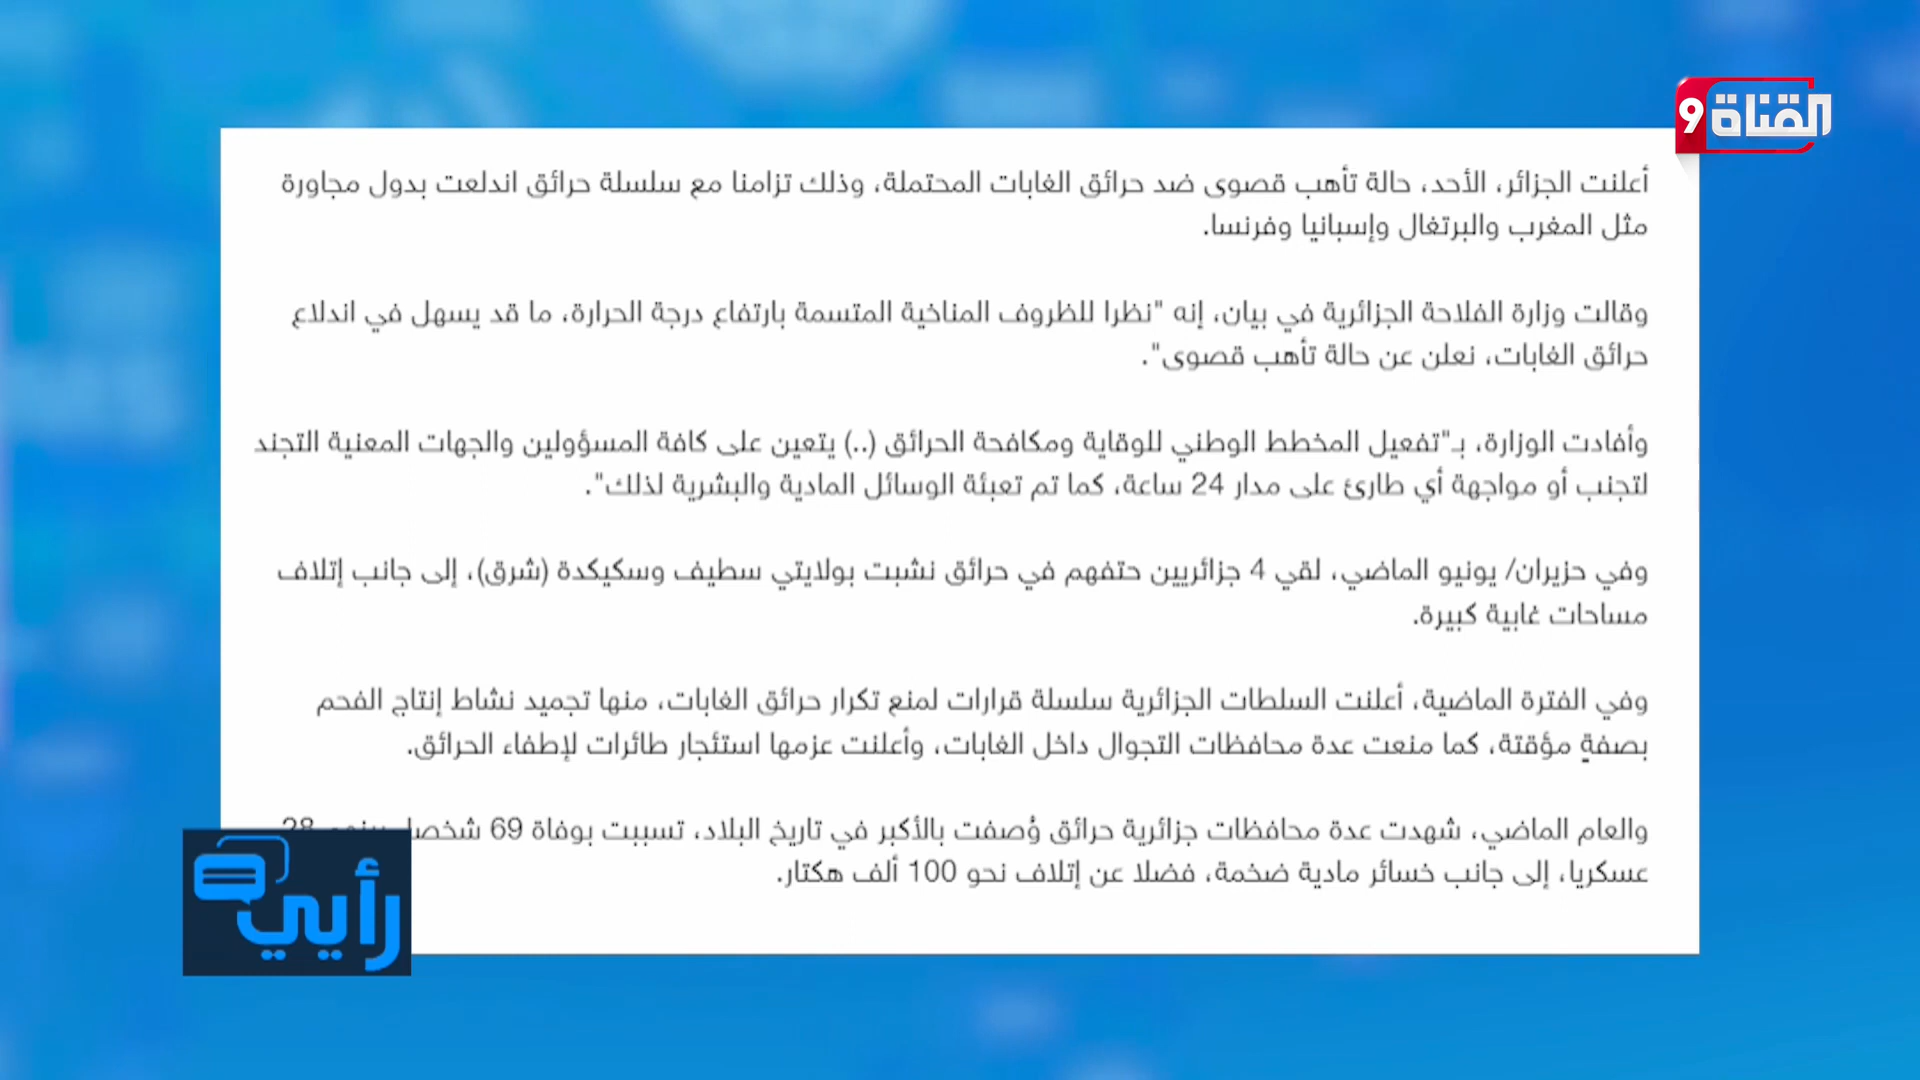 القناة 9
أعلنت الجزائر، الأحد، حالة تأهب قصوى ضد حرائق الغابات المحتملة، وذلك تزامنا مع سلسلة حرائق اندلعت بدول مجاورة
مثل المغرب والبرتغال وإسبانيا وفرنسا.
وقالت وزارة الفلاحة الجزائرية في بيان، إنه "نظرا للظروف المناخية المتسمة بارتفاع درجة الحرارة، ما قد يسهل في اندلاع
حرائق الغابات، نعلن عن حالة تأهب قصوى".
وأفادت الوزارة، بـ"تفعيل المخطط الوطني للوقاية ومكافحة الحرائق (..) يتعين على كافة المسؤولين والجهات المعنية التجند
لتجنب أو مواجهة أي طارئ على مدار 24 ساعة، كما تم تعبئة الوسائل المادية والبشرية لذلك".
وفي حزيران/ يونيو الماضي، لقي 4 جزائريين حتفهم في حرائق نشبت بولايتي سطيف وسكيكدة (شرق)، إلى جانب إتلاف
مساحات غابية كبيرة.
وفي الفترة الماضية، أعلنت السلطات الجزائرية سلسلة قرارات لمنع تكرار حرائق الغابات، منها تجميد نشاط إنتاج الفحم
بصفةٍ مؤقتة، كما منعت عدة محافظات التجوال داخل الغابات، وأعلنت عزمها استئجار طائرات لإطفاء الحرائق.
والعام الماضي، شهدت عدة محافظات جزائرية حرائق وُصفت بالأكبر في تاريخ البلاد، تسببت بوفاة 69 شخصا 28
عسكريا، إلى جانب خسائر مادية ضخمة، فضلا عن إتلاف نحو 100 ألف هكتار.
رأيي